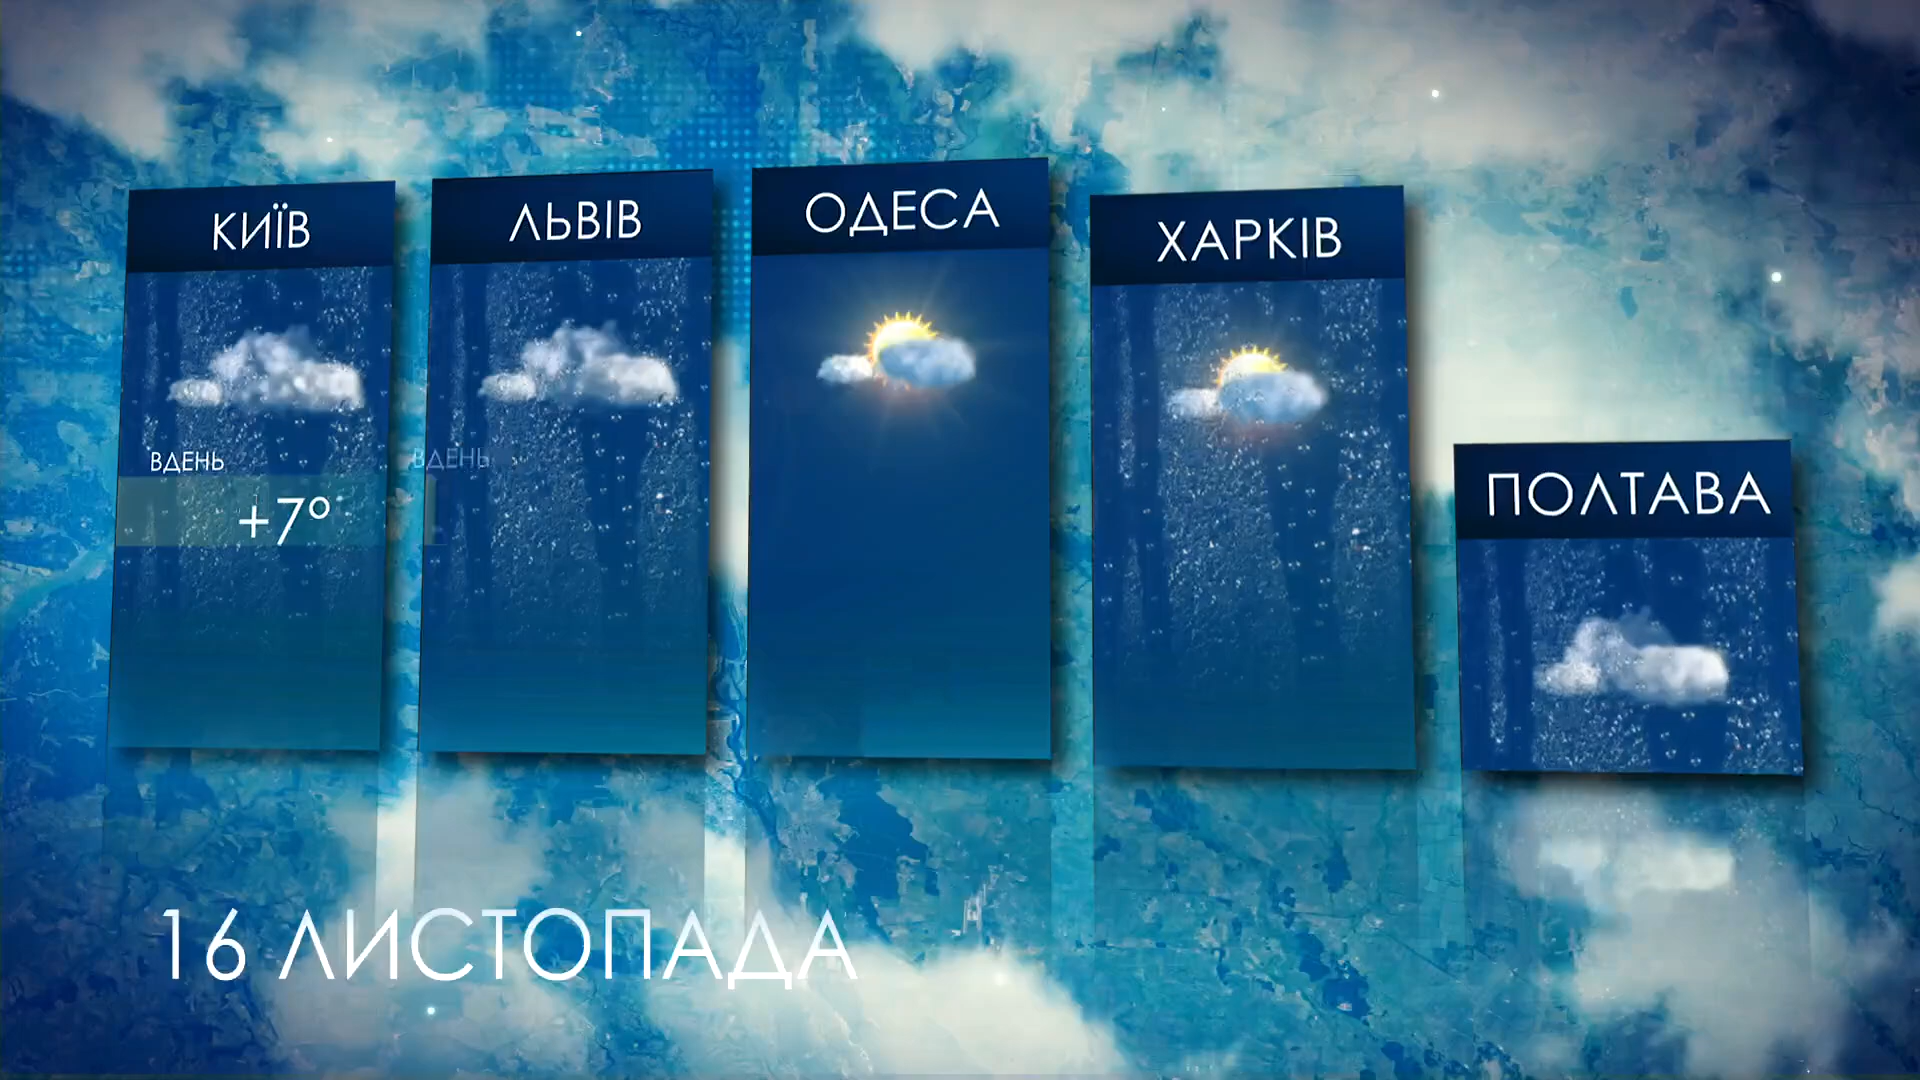 КИЇВ
ЛЬВІВ
ОДЕСА
ХАРКІВ
ПОЛТАВА
ВДЕНЬ
ВДЕНЬ
+7°
16 ЛИСТОПАДА